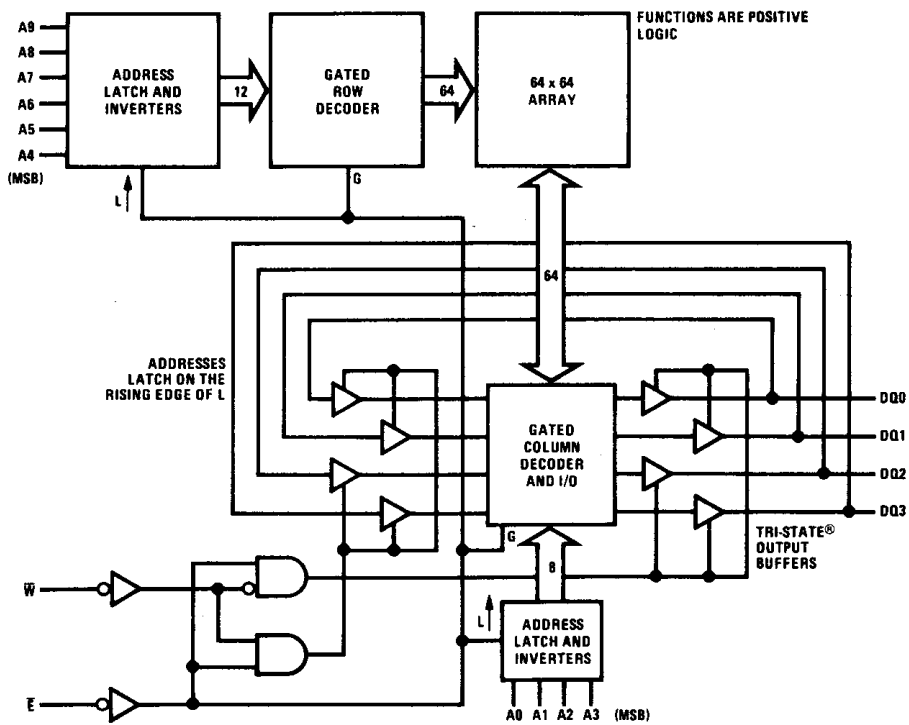 FUNCTIONS ARE POSITIVE
LOGIC
A9
A8
A7
A6
A5
A4
(MSB)
ADDRESS
LATCH AND
INVERTERS
12
GATED
ROW
DECODER
64
64 x 64
ARRAY
L
G
64
ADDRESSES
LATCH ON THE
RISING EDGE OF L
GATED
COLUMN
DECODER
AND I/O
DQ0
DQ1
DQ2
DQ3
TRI-STATE®
OUTPUT
BUFFERS
G
8
W̅
L
ADDRESS
LATCH AND
INVERTERS
E̅
A0 A1 A2 A3 (MSB)